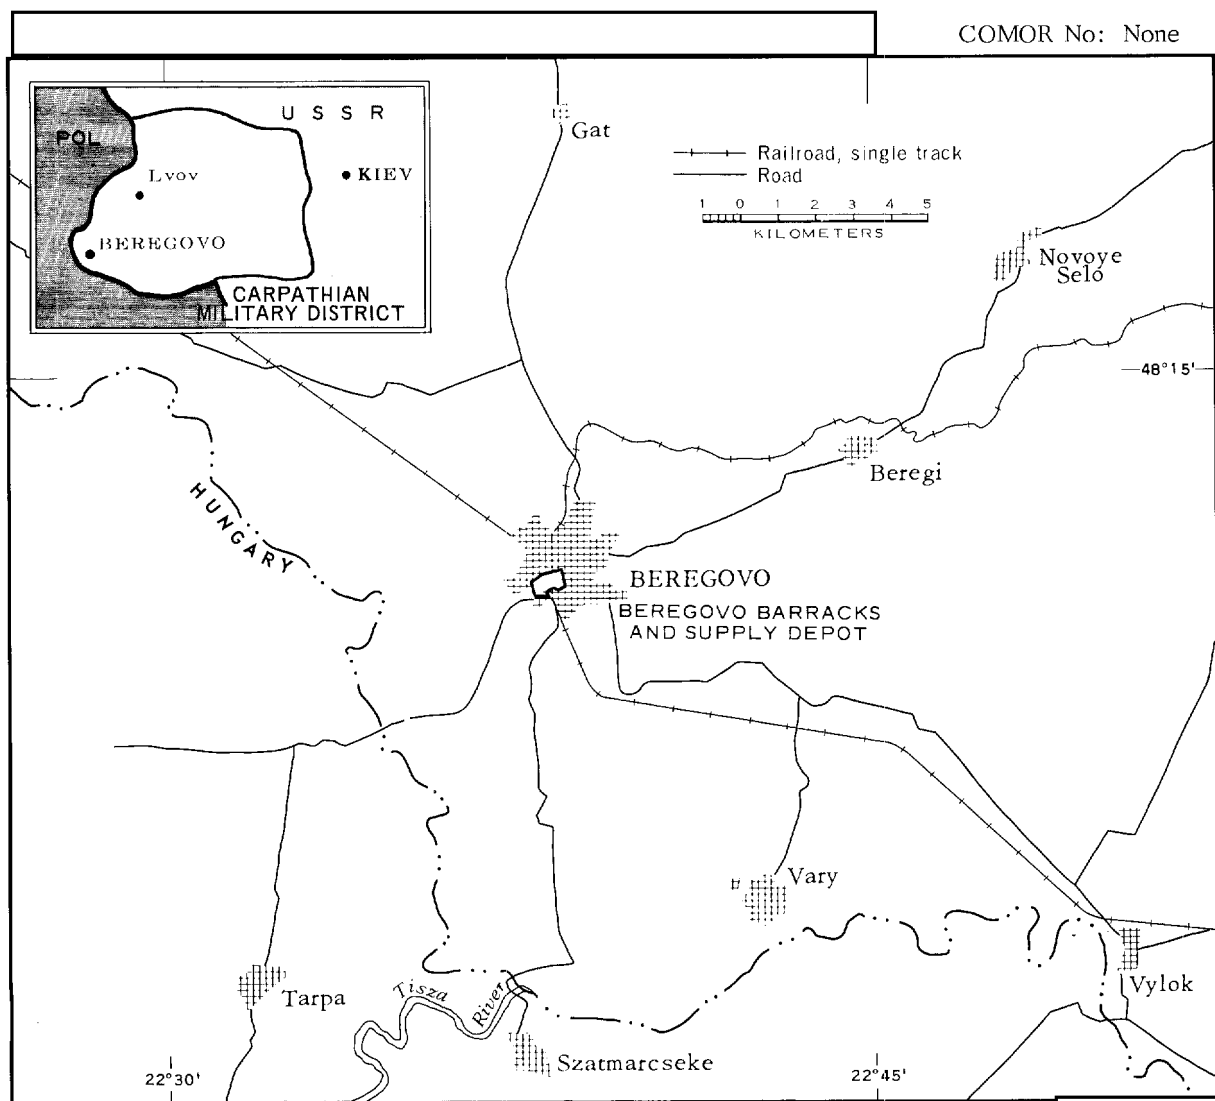 COMOR No: None
USSR
POL
Lvov
KIEV
BEREGOVO
CARPATHIAN
MILITARY DISTRICT
Gat
Railroad, single track
Road
1 0 1 2 3 4 5
KILOMETERS
Novoye
Selo
48°15'
Beregi
HUNGARY
BEREGOVO
BEREGOVO BARRACKS
AND SUPPLY DEPOT
Vary
Tarpa
Tisza
River
Vylok
Szatmarcseke
22°30'
22°45'